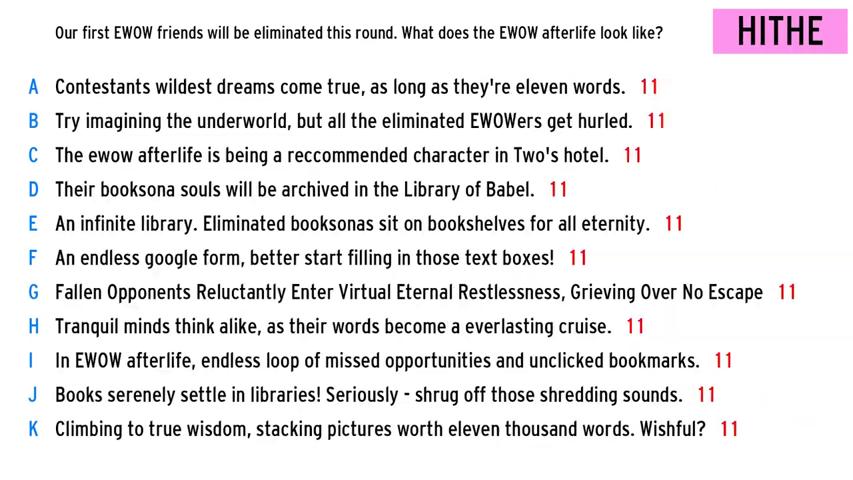 Our first EWOW friends will be eliminated this round. What does the EWOW afterlife look like?
HITHE
A Contestants wildest dreams come true, as long as they're eleven words. 11
B Try imagining the underworld, but all the eliminated EWOWers get hurled. 11
C The ewow afterlife is being a reccommended character in Two's hotel. 11
D Their booksona souls will be archived in the Library of Babel. 11
E An infinite library. Eliminated booksonas sit on bookshelves for all eternity. 11
F An endless google form, better start filling in those text boxes! 11
G Fallen Opponents Reluctantly Enter Virtual Eternal Restlessness, Grieving Over No Escape 11
H Tranquil minds think alike, as their words become a everlasting cruise. 11
I In EWOW afterlife, endless loop of missed opportunities and unclicked bookmarks. 11
J Books serenely settle in libraries! Seriously - shrug off those shredding sounds. 11
K Climbing to true wisdom, stacking pictures worth eleven thousand words. Wishful? 11